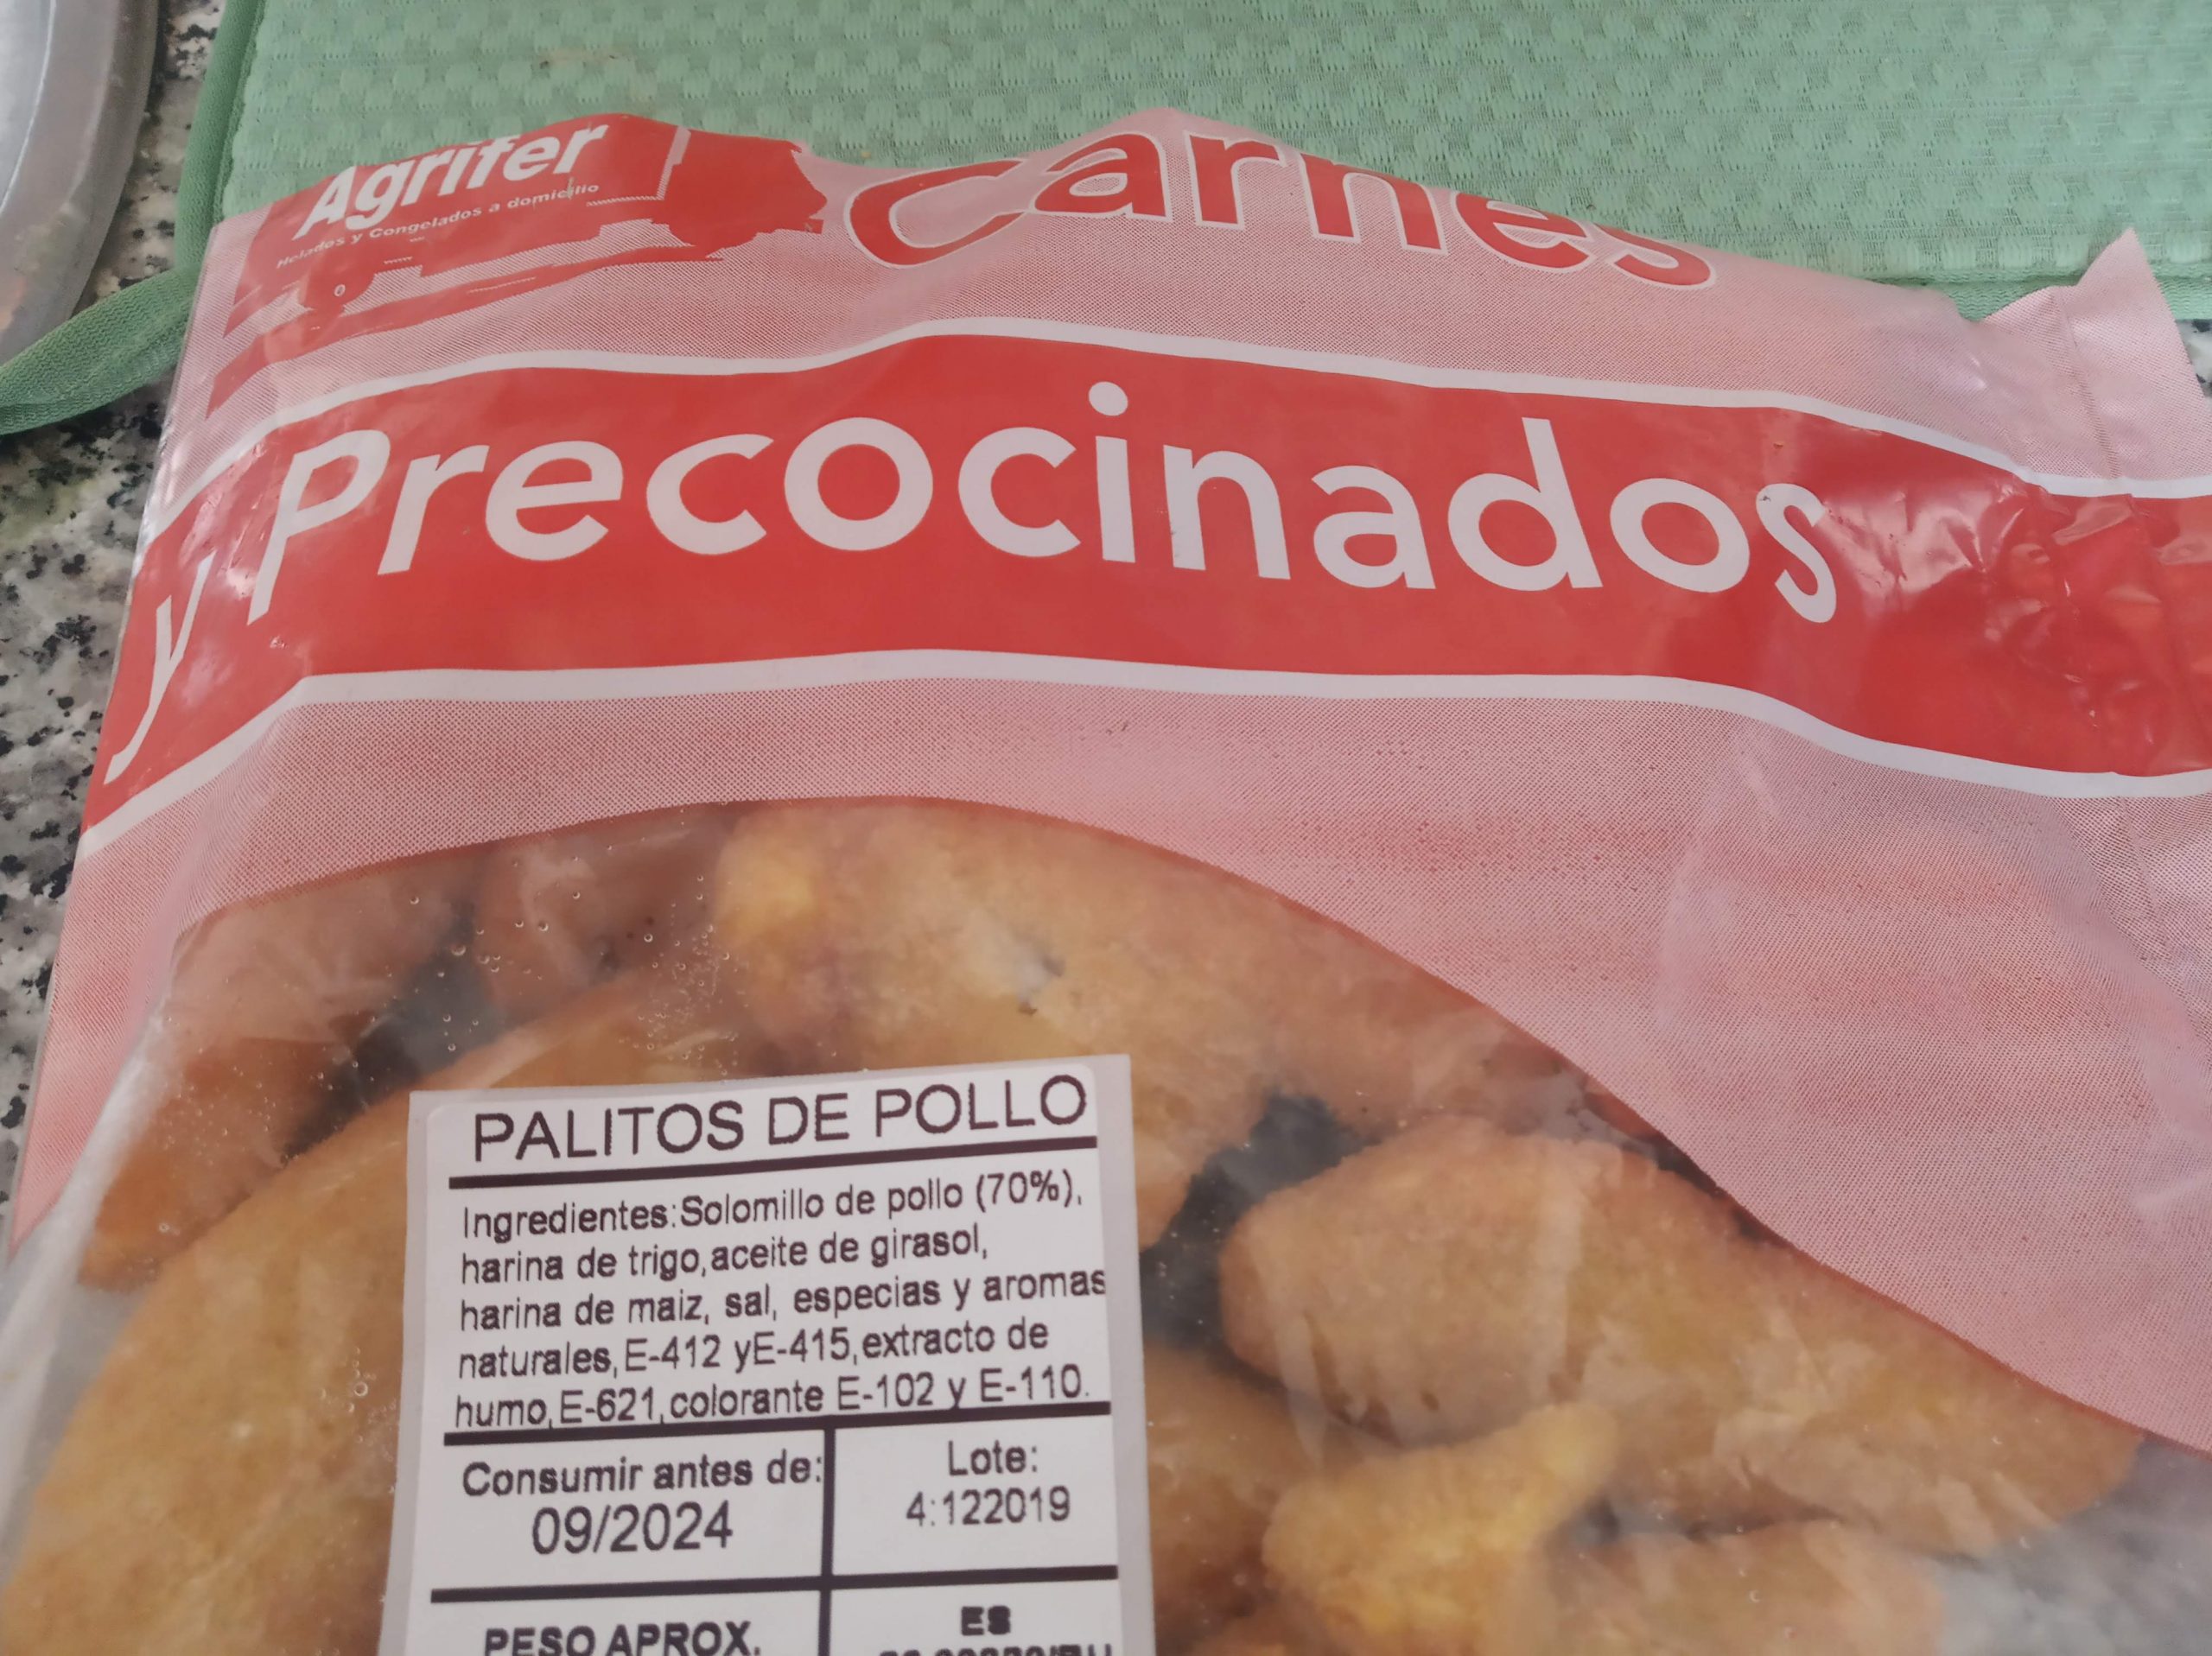 Agrifer
Helados y Congelados a domicilio
Carnes
y Precocinados
PALITOS DE POLLO
Ingredientes:Solomillo de pollo (70%),
harina de trigo,aceite de girasol,
harina de maiz, sal, especias y aromas
naturales,E-412 yE-415,extracto de
humo,E-621,colorante E-102 y E-110.
Consumir antes de:
09/2024
Lote:
4:122019
PESO APROX.
ES